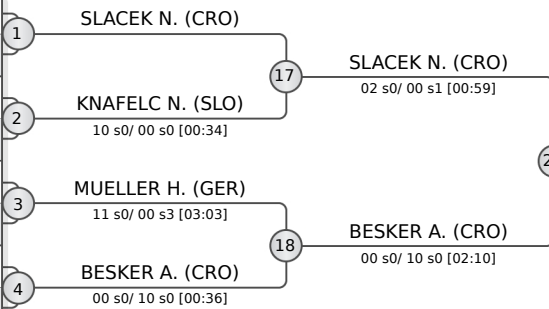 SLACEK N. (CRO)
1
17
SLACEK N. (CRO)
02 s0/ 00 s1 [00:59]
KNAFELC N. (SLO)
2
10 s0/ 00 s0 [00:34]
MUELLER H. (GER)
3
11 s0/ 00 s3 [03:03]
18
BESKER A. (CRO)
00 s0/ 10 s0 [02:10]
BESKER A. (CRO)
4
00 s0/ 10 s0 [00:36]